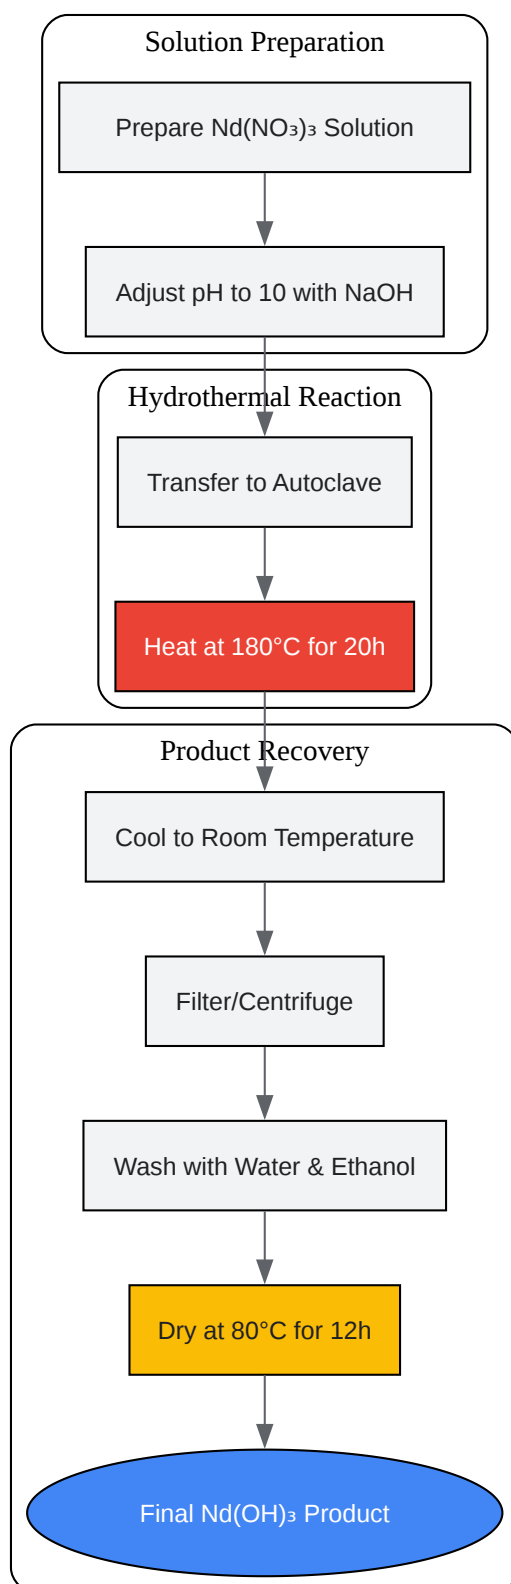 Solution Preparation
Prepare Nd(NO₃)₃ Solution
Adjust pH to 10 with NaOH
Hydrothermal Reaction
Transfer to Autoclave
Heat at 180°C for 20h
Product Recovery
Cool to Room Temperature
Filter/Centrifuge
Wash with Water & Ethanol
Dry at 80°C for 12h
Final Nd(OH)₃ Product